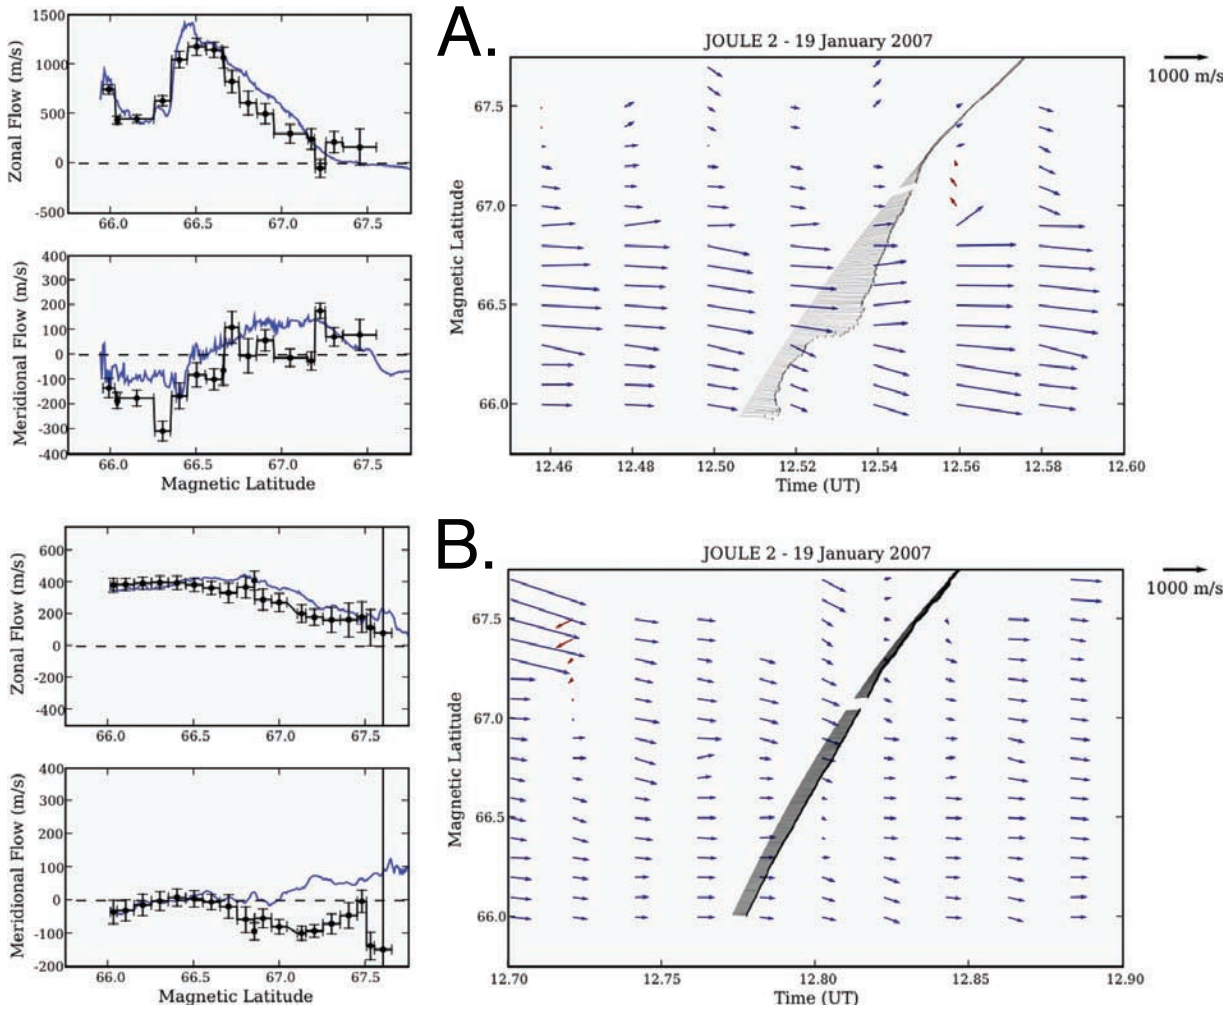 A.
JOULE 2 - 19 January 2007
1000 m/s
Zonal Flow (m/s)
1500
1000
500
0
-500
66.0 66.5 67.0 67.5
Meridional Flow (m/s)
400
300
200
100
0
-100
-200
-300
-400
66.0 66.5 67.0 67.5
Magnetic Latitude
Magnetic Latitude
67.5
67.0
66.5
66.0
12.46 12.48 12.50 12.52 12.54 12.56 12.58 12.60
Time (UT)
B.
JOULE 2 - 19 January 2007
1000 m/s
Zonal Flow (m/s)
600
400
200
0
-200
-400
66.0 66.5 67.0 67.5
Meridional Flow (m/s)
400
300
200
100
0
-100
-200
66.0 66.5 67.0 67.5
Magnetic Latitude
Magnetic Latitude
67.5
67.0
66.5
66.0
12.70 12.75 12.80 12.85 12.90
Time (UT)